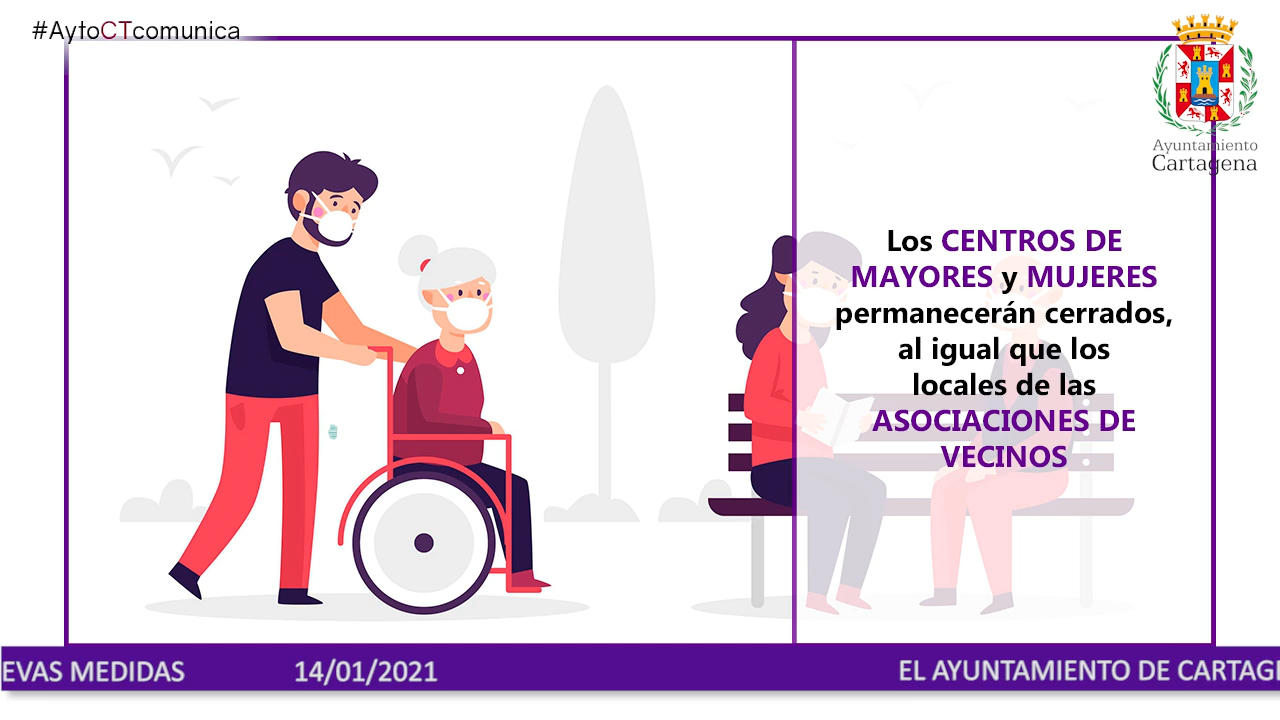 #AytoCTcomunica
Ayuntamiento
Cartagena
Los CENTROS DE
MAYORES y MUJERES
permanecerán cerrados,
al igual que los
locales de las
ASOCIACIONES DE
VECINOS
EVAS MEDIDAS 14/01/2021 EL AYUNTAMIENTO DE CARTAG